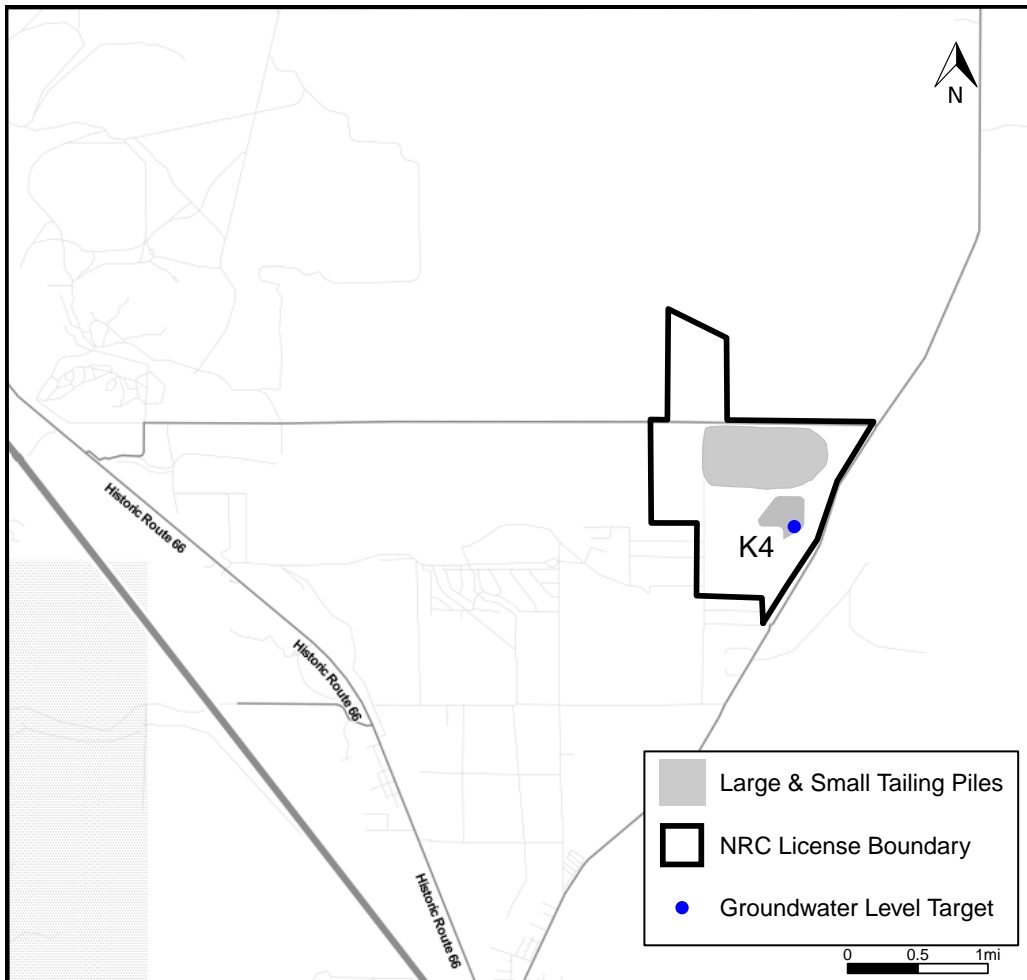 N
Historic Route 66
K4
Historic Route 66
Large & Small Tailing Piles
NRC License Boundary
Historic Route 66
Groundwater Level Target
0 0.5 1mi